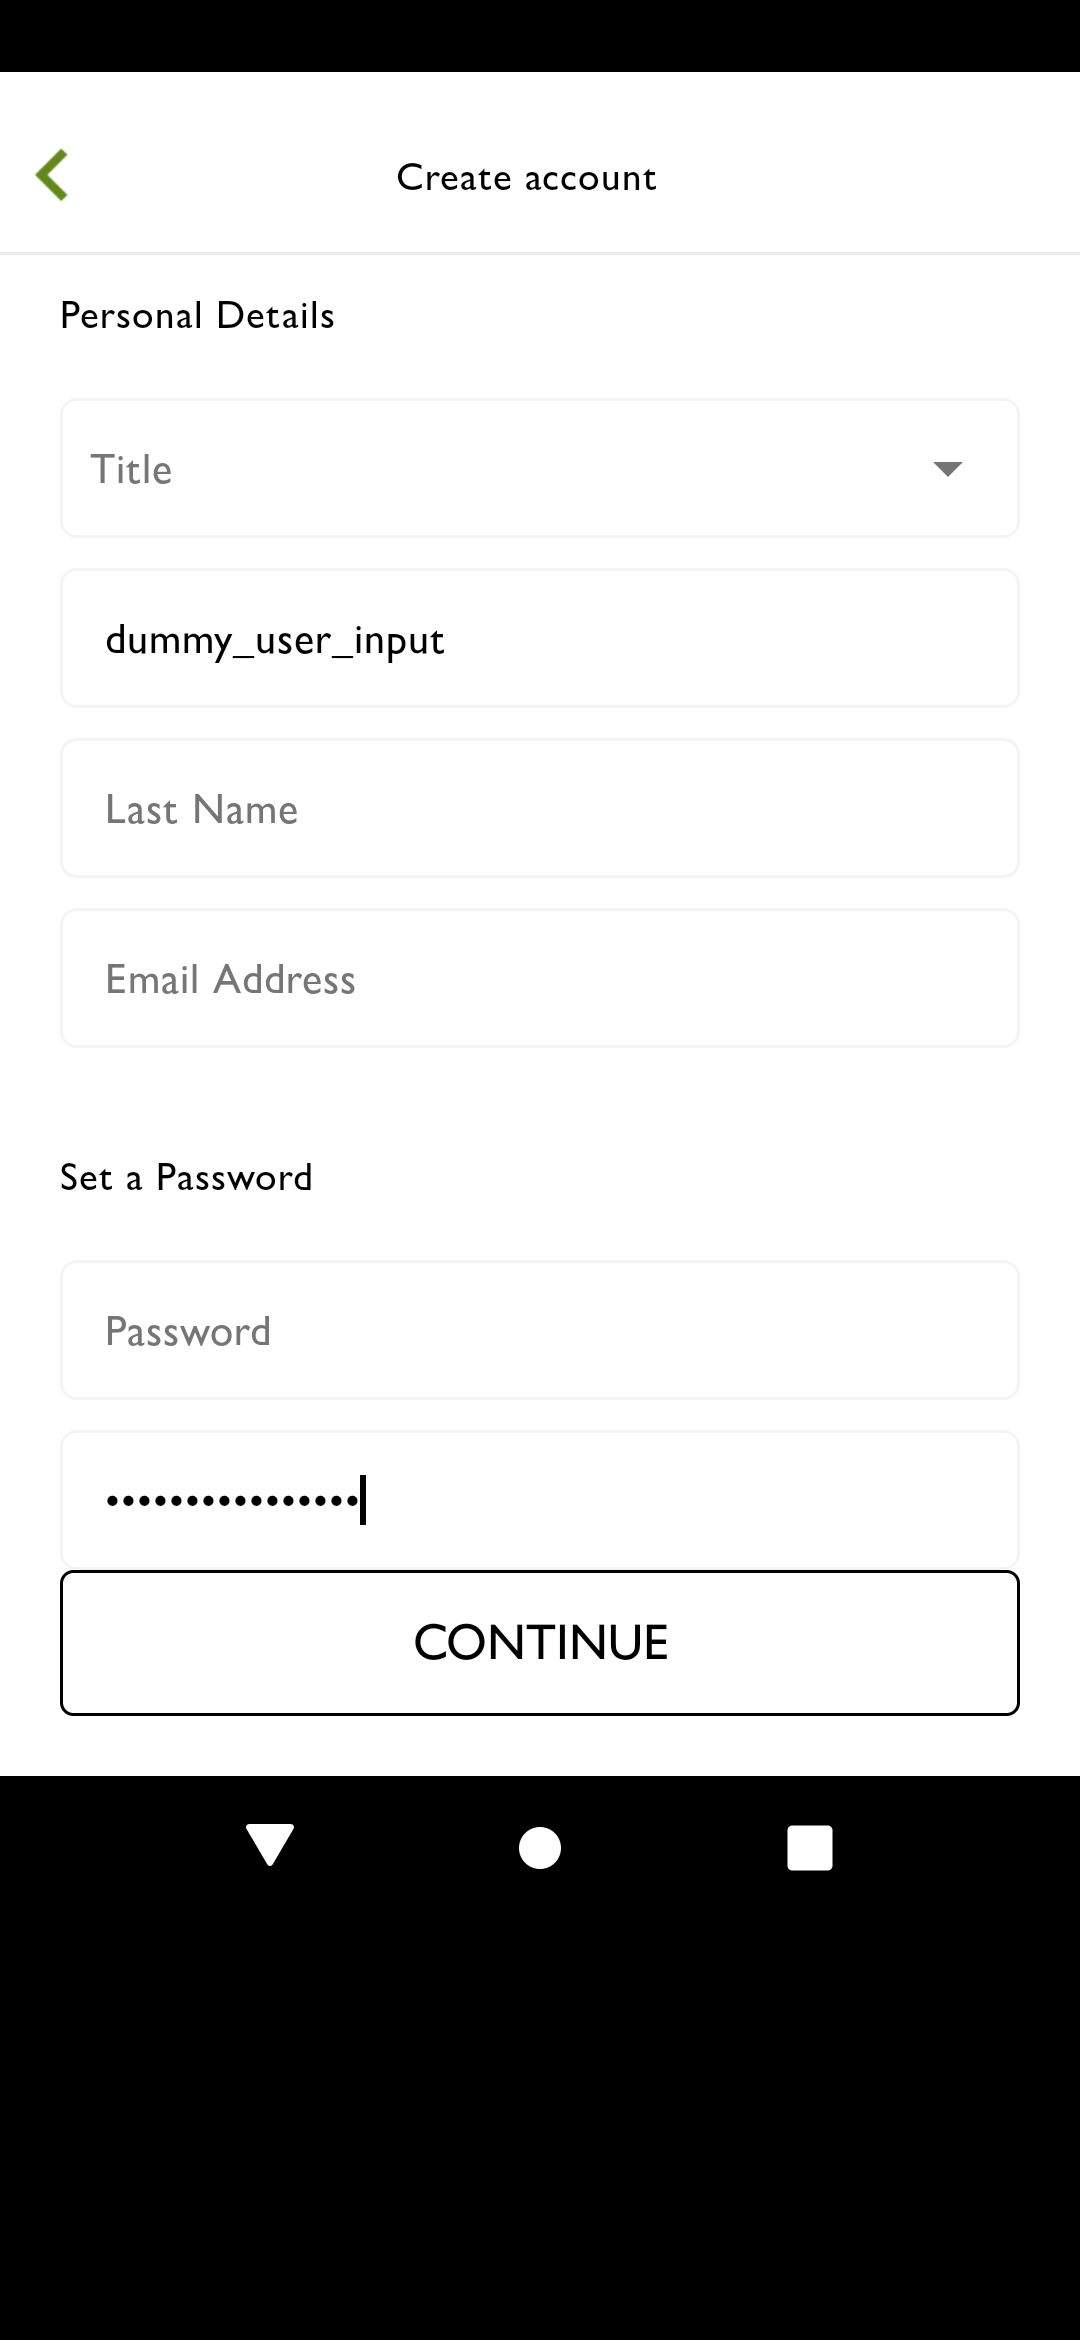 Create account
Personal Details
Title
dummy_user_input
Last Name
Email Address
Set a Password
Password
••••••••••••••••
CONTINUE